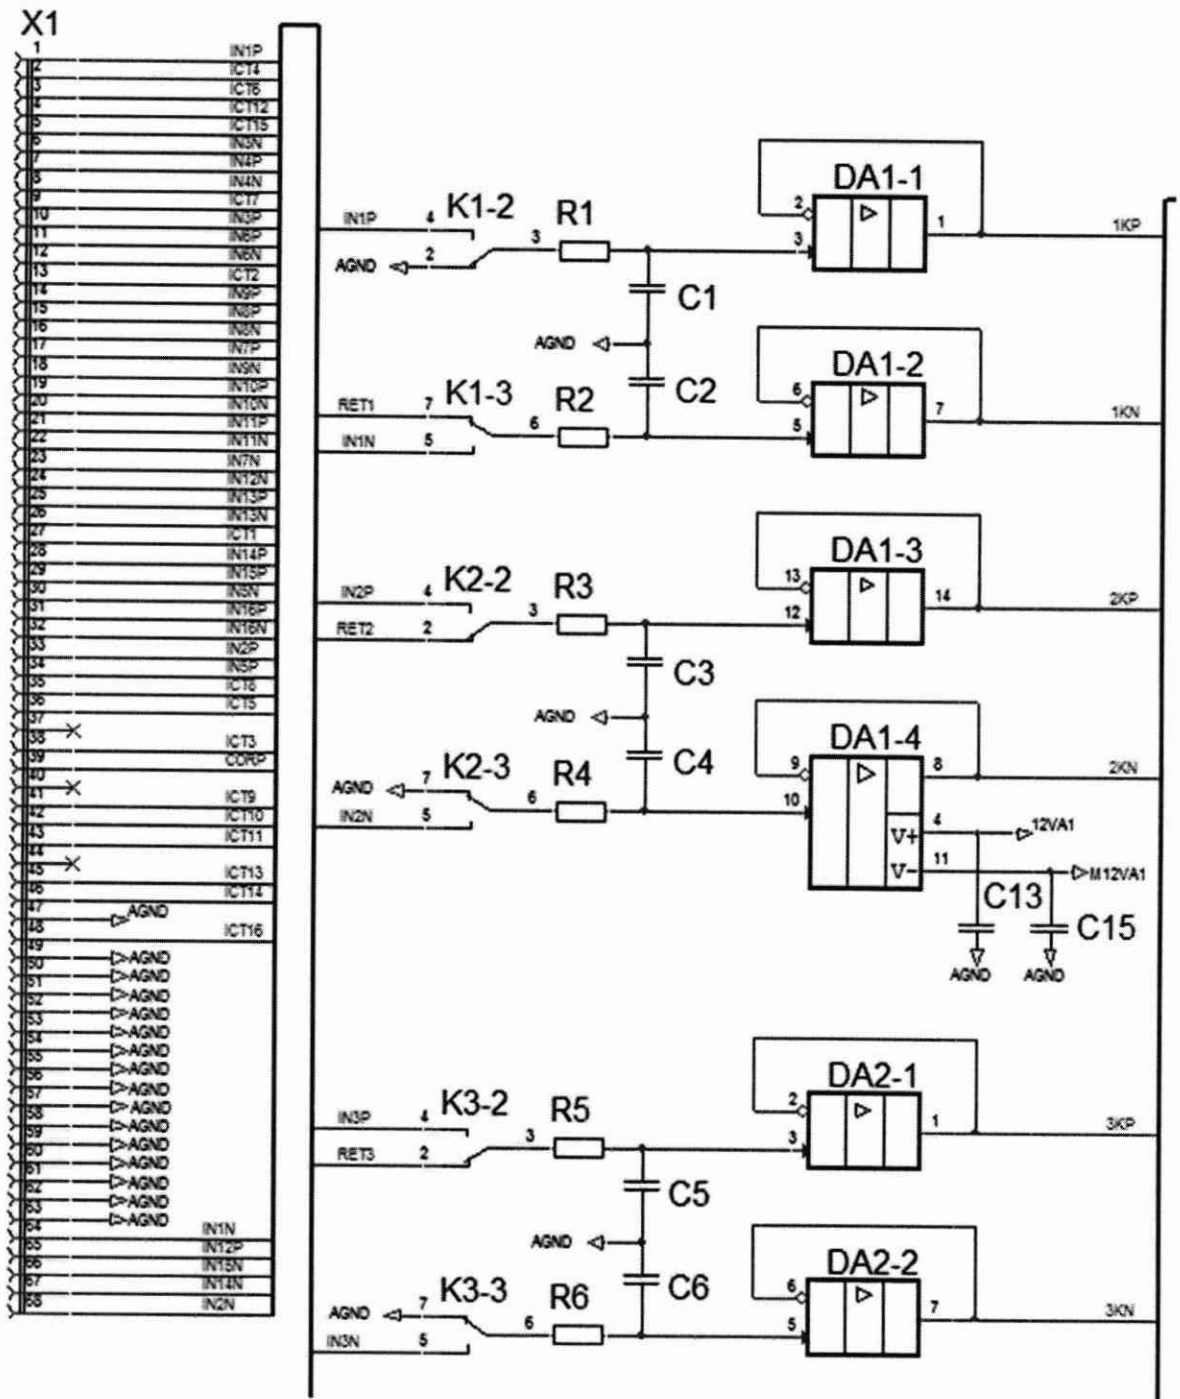 X1
1 IN1P
2 ICT4
3 ICT6
4 ICT12
5 ICT15
6 IN3N
7 IN4P
8 IN4N
9 ICT7
10 IN3P
11 IN6P
12 IN6N
13 ICT2
14 IN9P
15 IN8P
16 IN8N
17 IN7P
18 IN9N
19 IN10P
20 IN10N
21 IN11P
22 IN11N
23 IN7N
24 IN12N
25 IN13P
26 IN13N
27 ICT1
28 IN14P
29 IN15P
30 IN5N
31 IN16P
32 IN16N
33 IN2P
34 IN5P
35 ICT8
36 ICT5
37
38 ICT3
39 CORP
40
41 ICT9
42 ICT10
43 ICT11
44
45 ICT13
46 ICT14
47 AGND
48 ICT16
49 AGND
50 AGND
51 AGND
52 AGND
53 AGND
54 AGND
55 AGND
56 AGND
57 AGND
58 AGND
59 AGND
60 AGND
61 AGND
62 AGND
63 AGND
64 IN1N
65 IN12P
66 IN15N
67 IN14N
68 IN2N
DA1-1
K1-2 R1
IN1P 4
2 1 1KP
3 3
AGND 2
C1
AGND
DA1-2
K1-3 R2 C2
RET1 7
6 7 1KN
6 5
IN1N 5
DA1-3
K2-2 R3
IN2P 4
13 14 2KP
3 12
RET2 2
C3
AGND
DA1-4
K2-3 R4 C4
AGND 7
9 8 2KN
6 10
IN2N 5
V+ 4 12VA1
V- 11 M12VA1
C13
C15
AGND AGND
DA2-1
K3-2 R5
IN3P 4
2 1 3KP
3 3
RET3 2
C5
AGND
DA2-2
K3-3 R6 C6
AGND 7
6 7 3KN
6 5
IN3N 5